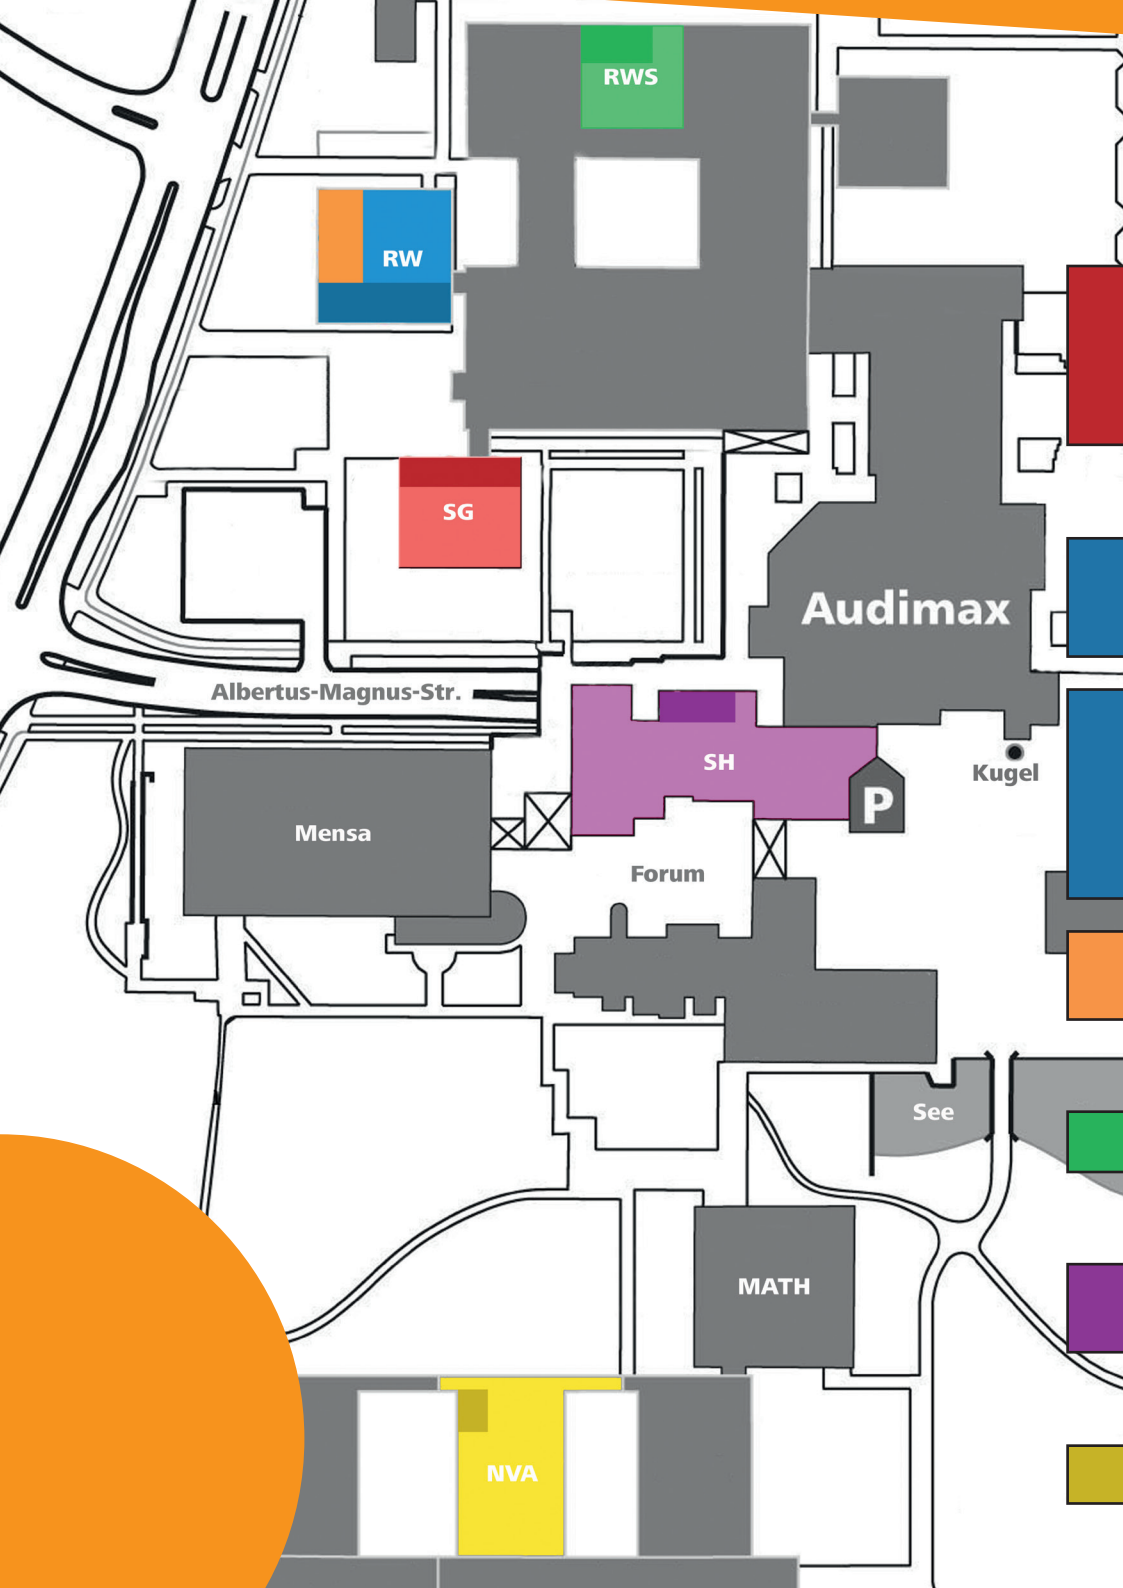 RWS
RW
SG
Audimax
Albertus-Magnus-Str.
SH
Kugel
P
Mensa
Forum
See
MATH
NVA